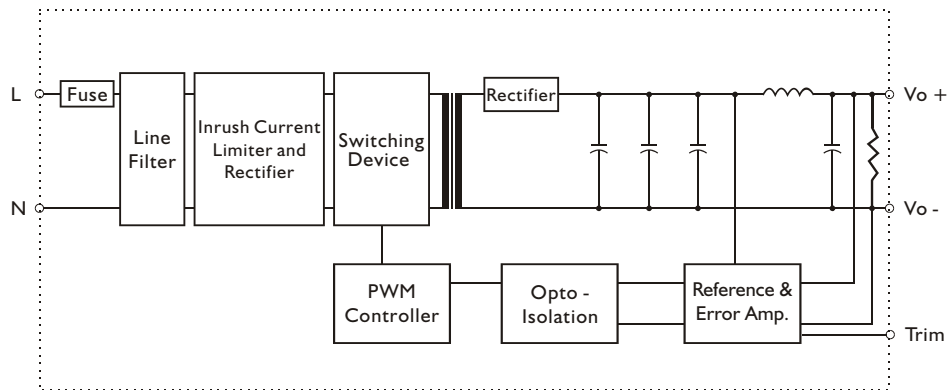 L
Fuse
Line
Filter
Inrush Current
Limiter and
Rectifier
Switching
Device
Rectifier
Vo +
N
Vo -
PWM
Controller
Opto -
Isolation
Reference &
Error Amp.
Trim